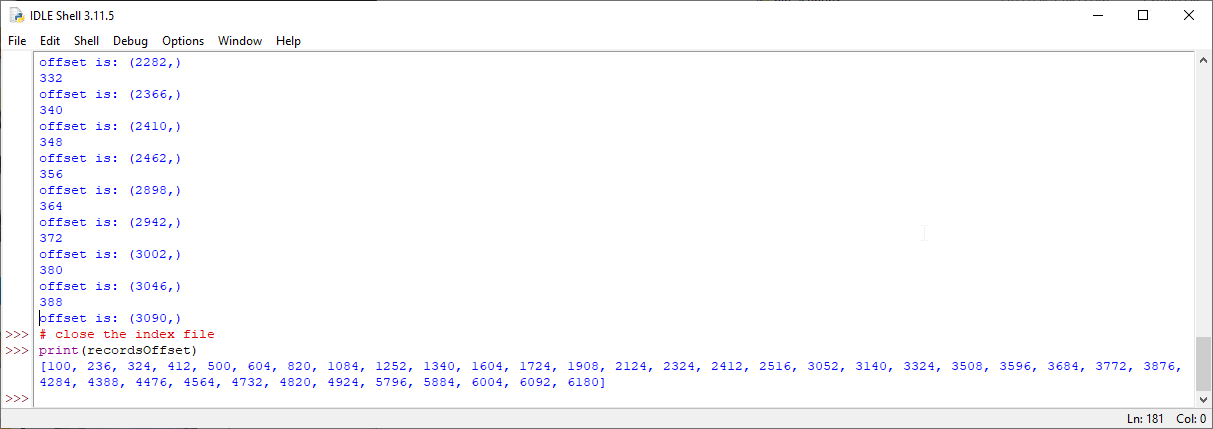 IDLE Shell 3.11.5
File Edit Shell Debug Options Window Help
offset is: (2282,)
332
offset is: (2366,)
340
offset is: (2410,)
348
offset is: (2462,)
356
offset is: (2898,)
364
offset is: (2942,)
372
offset is: (3002,)
380
offset is: (3046,)
388
offset is: (3090,)
>>> # close the index file
>>> print(recordsOffset)
[100, 236, 324, 412, 500, 604, 820, 1084, 1252, 1340, 1604, 1724, 1908, 2124, 2324, 2412, 2516, 3052, 3140, 3324, 3508, 3596, 3684, 3772, 3876,
4284, 4388, 4476, 4564, 4732, 4820, 4924, 5796, 5884, 6004, 6092, 6180]
>>>
Ln: 181 Col: 0